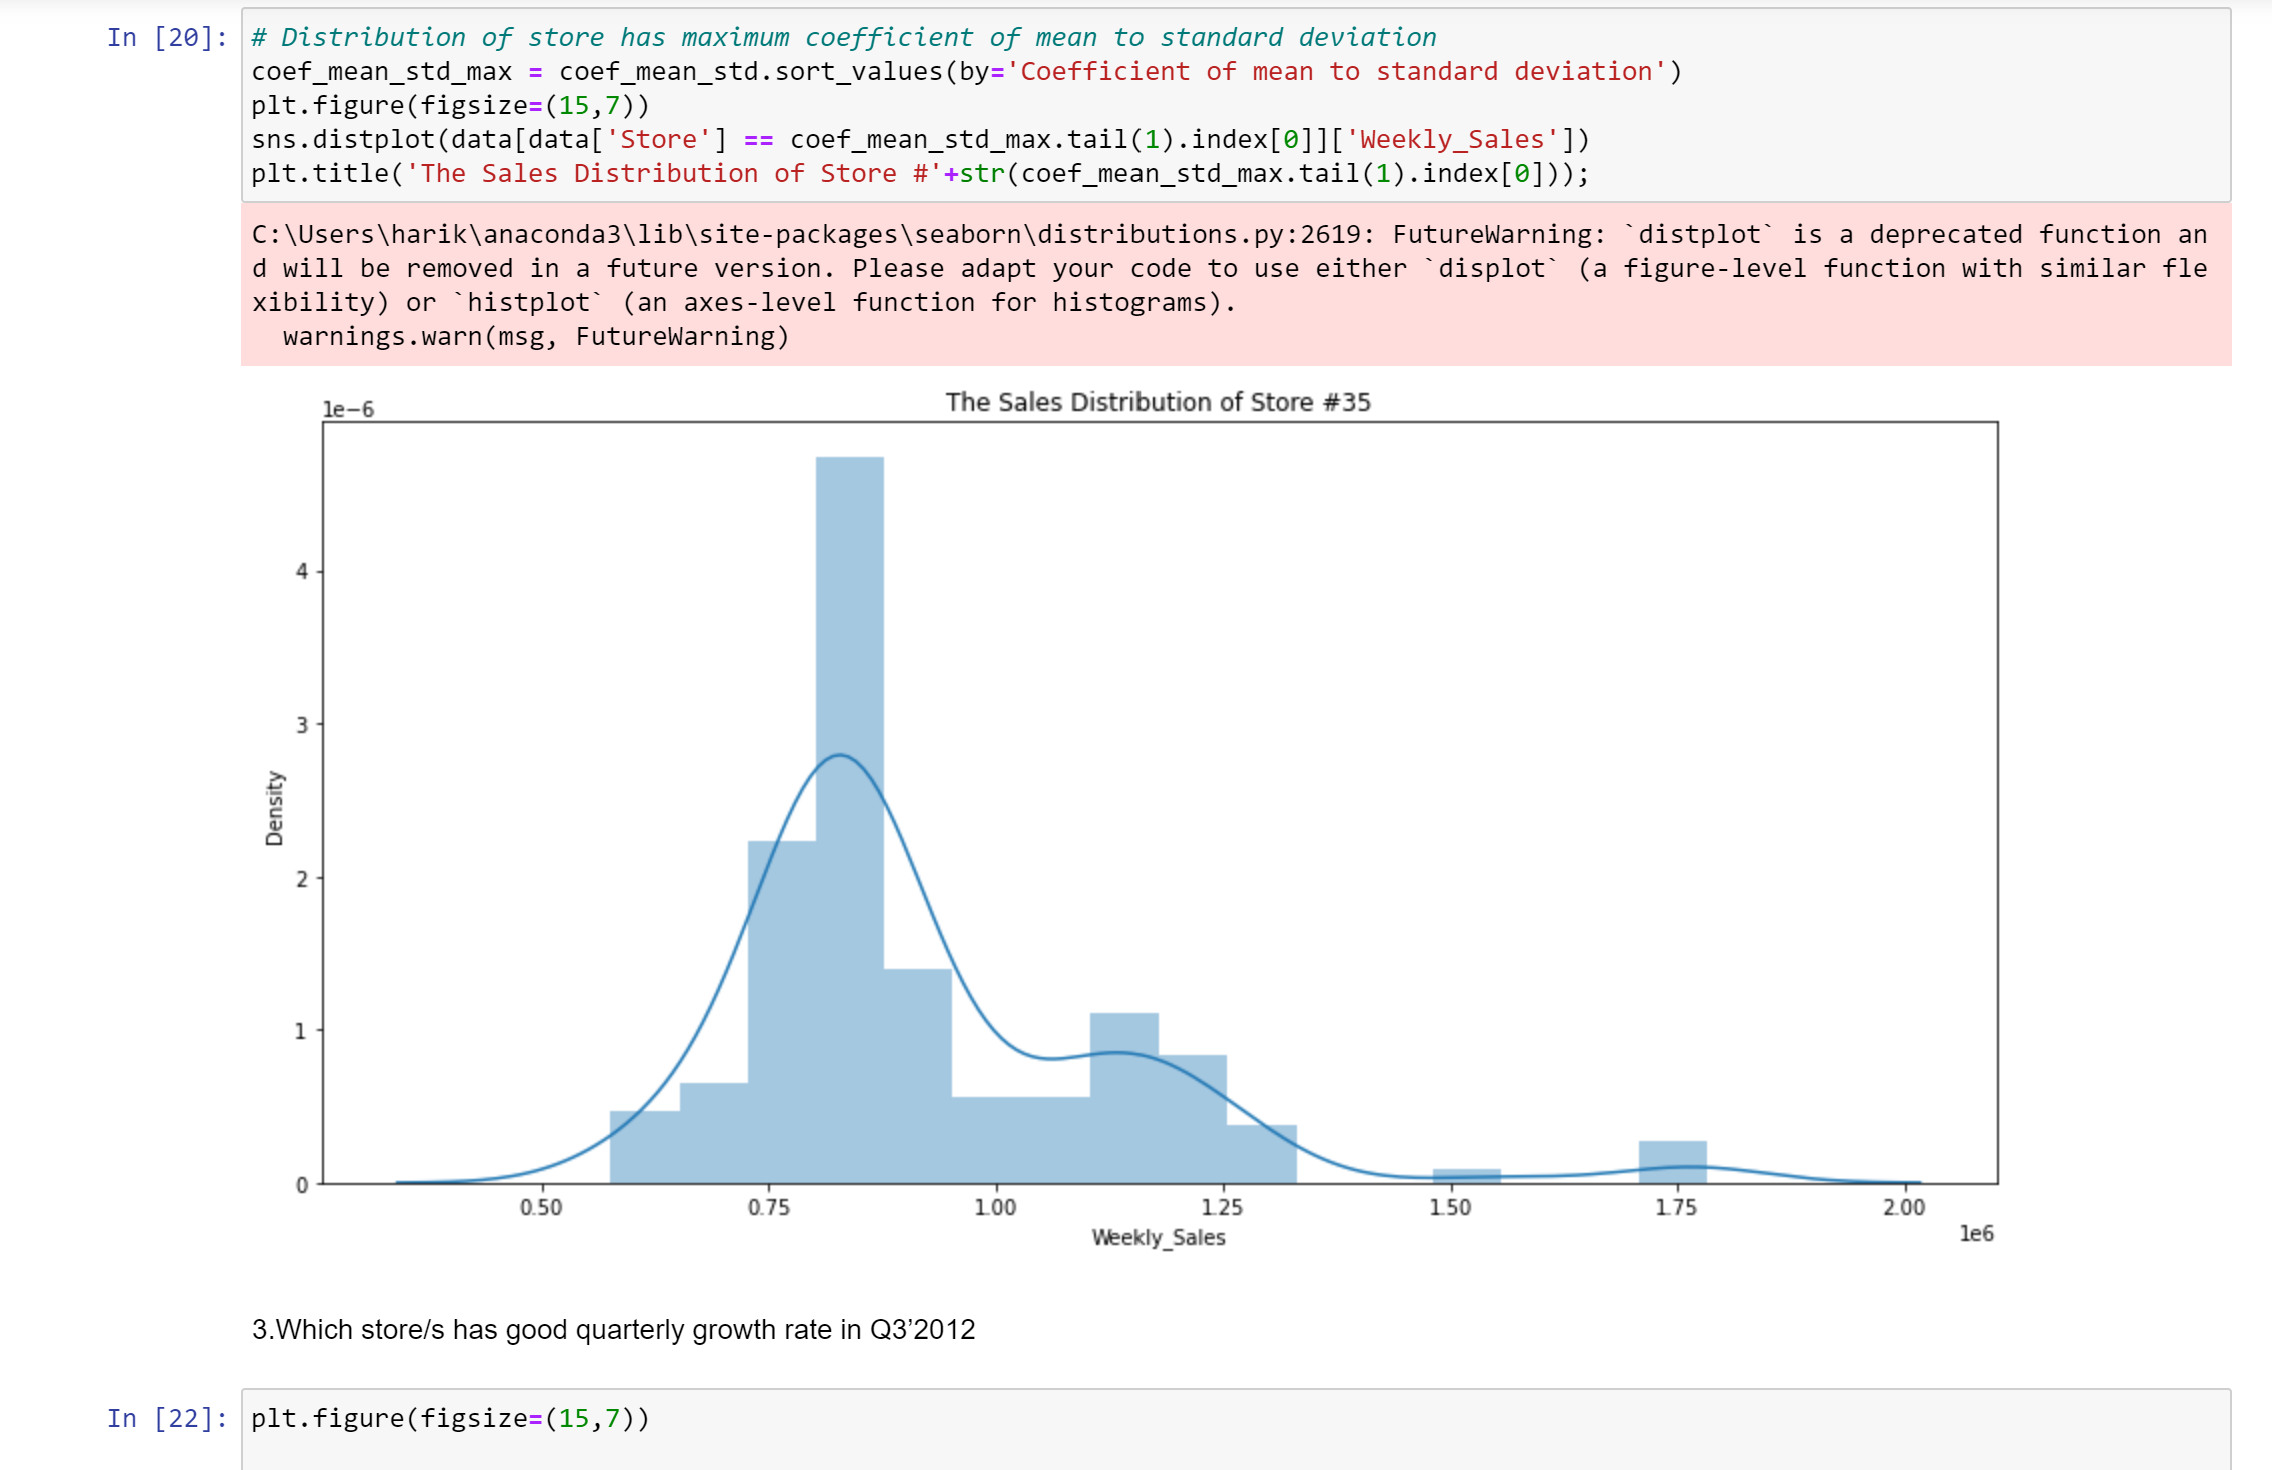 In [20]: # Distribution of store has maximum coefficient of mean to standard deviation
coef_mean_std_max = coef_mean_std.sort_values(by='Coefficient of mean to standard deviation')
plt.figure(figsize=(15,7))
sns.distplot(data[data['Store'] == coef_mean_std_max.tail(1).index[0]]['Weekly_Sales'])
plt.title('The Sales Distribution of Store #'+str(coef_mean_std_max.tail(1).index[0]));
C:\Users\harik\anaconda3\lib\site-packages\seaborn\distributions.py:2619: FutureWarning: `distplot` is a deprecated function an
d will be removed in a future version. Please adapt your code to use either `displot` (a figure-level function with similar fle
xibility) or `histplot` (an axes-level function for histograms).
  warnings.warn(msg, FutureWarning)
The Sales Distribution of Store #35
1e−6
4
3
Density
2
1
0
0.50 0.75 1.00 1.25 1.50 1.75 2.00
Weekly_Sales
1e6
3.Which store/s has good quarterly growth rate in Q3’2012
In [22]: plt.figure(figsize=(15,7))